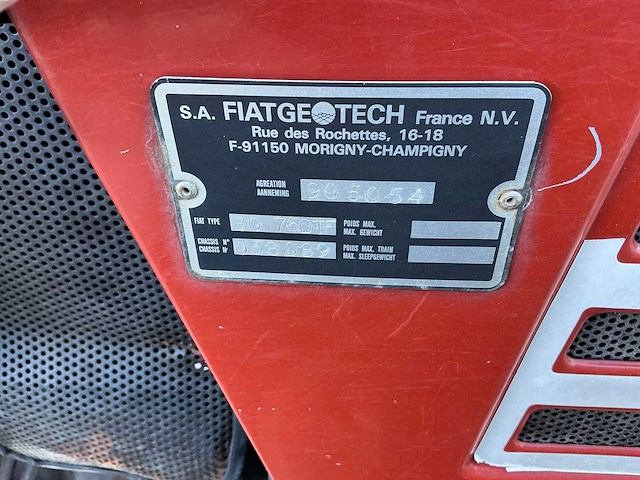 S.A. FIATGEOTECH France N.V.
Rue des Rochettes, 16-18
F-91150 MORIGNY-CHAMPIGNY
AGREATION
AANNEMING
FIAT TYPE
POIDS MAX.
MAX. GEWICHT
CHASSIS N°
CHASSIS Nr
POIDS MAX. TRAIN
MAX. SLEEPGEWICHT